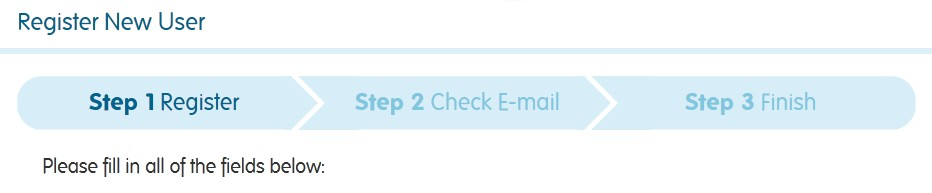 Register New User
Step 1 Register Step 2 Check E-mail Step 3 Finish
Please fill in all of the fields below: